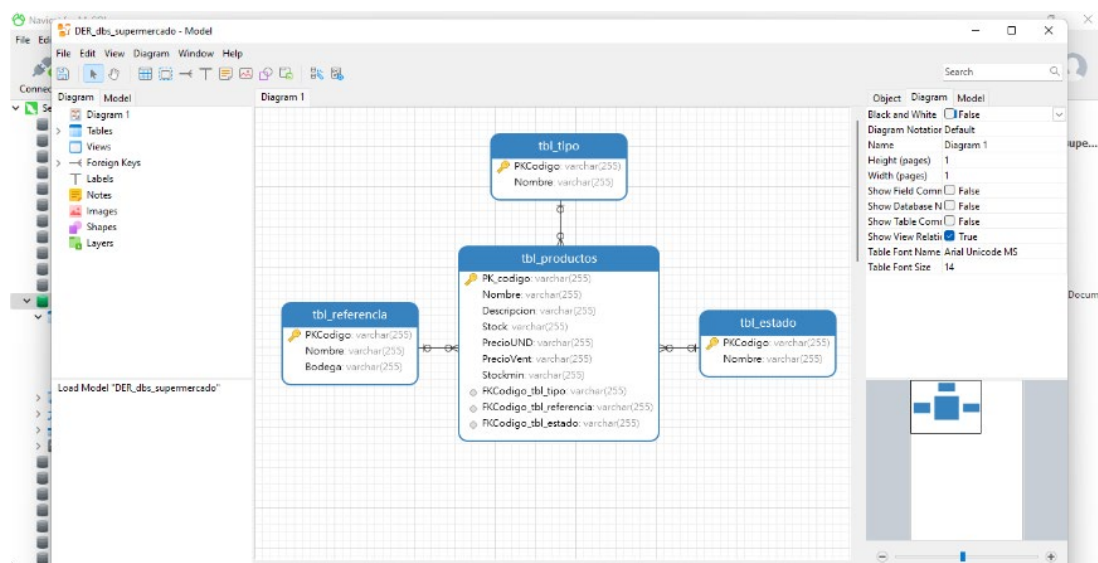 DER_dbs_supermercado - Model
File Edit View Diagram Window Help
Search
Diagram Model
Diagram 1
Tables
Views
Foreign Keys
Labels
Notes
Images
Shapes
Layers
Load Model "DER_dbs_supermercado"
Diagram 1
tbl_tipo
PKCodigo: varchar(255)
Nombre: varchar(255)
tbl_productos
PK_codigo: varchar(255)
Nombre: varchar(255)
Descripcion: varchar(255)
Stock: varchar(255)
PrecioUND: varchar(255)
PrecioVent: varchar(255)
Stockmin: varchar(255)
FKCodigo_tbl_tipo: varchar(255)
FKCodigo_tbl_referencia: varchar(255)
FKCodigo_tbl_estado: varchar(255)
tbl_referencia
PKCodigo: varchar(255)
Nombre: varchar(255)
Bodega: varchar(255)
tbl_estado
PKCodigo: varchar(255)
Nombre: varchar(255)
Object Diagram Model
Black and White False
Diagram Notation Default
Name Diagram 1
Height (pages) 1
Width (pages) 1
Show Field Comm False
Show Database N False
Show Table Comr False
Show View Relati True
Table Font Name Arial Unicode MS
Table Font Size 14